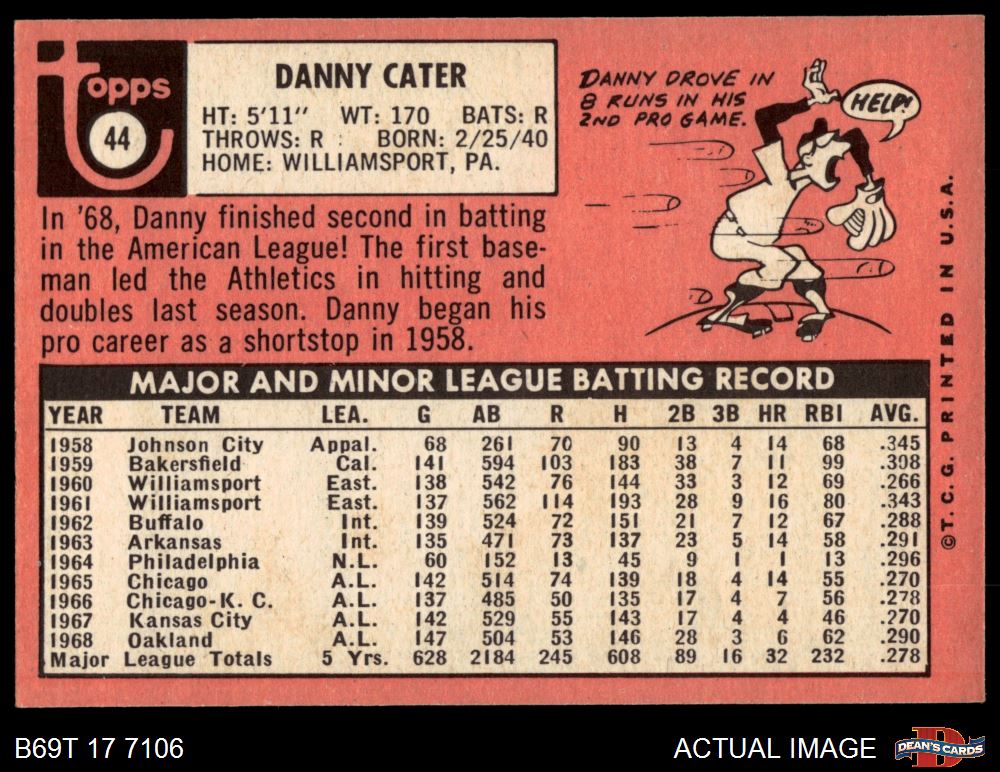 Topps
44
DANNY CATER
HT: 5'11" WT: 170 BATS: R
THROWS: R BORN: 2/25/40
HOME: WILLIAMSPORT, PA.
DANNY DROVE IN
8 RUNS IN HIS
2ND PRO GAME.
HELP!
In '68, Danny finished second in batting
in the American League! The first base-
man led the Athletics in hitting and
doubles last season. Danny began his
pro career as a shortstop in 1958.
MAJOR AND MINOR LEAGUE BATTING RECORD
YEAR TEAM LEA. G AB R H 2B 3B HR RBI AVG.
1958 Johnson City Appal. 68 261 70 90 13 4 14 68 .345
1959 Bakersfield Cal. 141 594 103 183 38 7 11 99 .308
1960 Williamsport East. 138 542 76 144 33 3 12 69 .266
1961 Williamsport East. 137 562 114 193 28 9 16 80 .343
1962 Buffalo Int. 139 524 72 151 21 7 12 67 .288
1963 Arkansas Int. 135 471 73 137 23 5 14 58 .291
1964 Philadelphia N.L. 60 152 13 45 9 1 1 13 .296
1965 Chicago A.L. 142 514 74 139 18 4 14 55 .270
1966 Chicago-K. C. A.L. 137 485 50 135 17 4 7 56 .278
1967 Kansas City A.L. 142 529 55 143 17 4 4 46 .270
1968 Oakland A.L. 147 504 53 146 28 3 6 62 .290
Major League Totals 5 Yrs. 628 2184 245 608 89 16 32 232 .278
©T. C. G. PRINTED IN U.S.A.
B69T 17 7106
ACTUAL IMAGE
DEAN'S CARDS